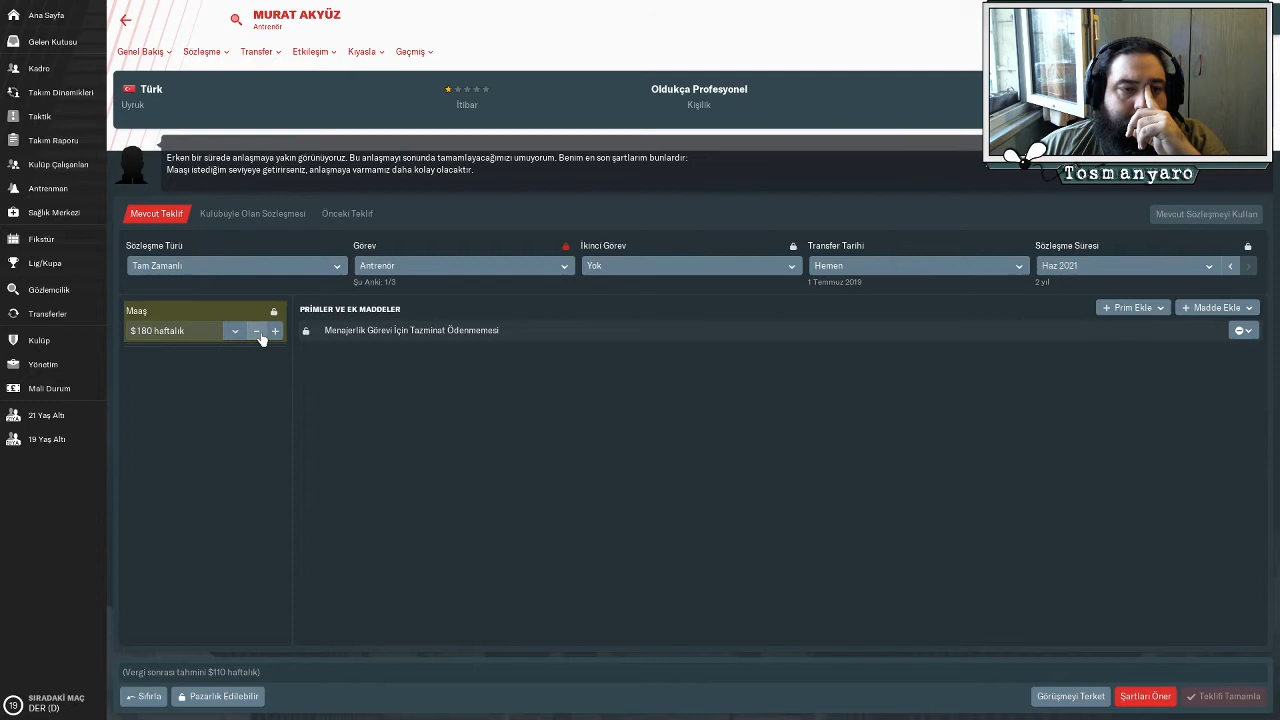 Ana Sayfa
Gelen Kutusu
Kadro
Takım Dinamikleri
Taktik
Takım Raporu
Kulüp Çalışanları
Antrenman
Sağlık Merkezi
Fikstür
Lig/Kupa
Gözlemcilik
Transferler
Kulüp
Yönetim
Mali Durum
21 Yaş Altı
19 Yaş Altı
19 SIRADAKİ MAÇ
DER (D)
MURAT AKYÜZ
Antrenör
Genel Bakış Sözleşme Transfer Etkileşim Kıyasla Geçmiş
Türk
Uyruk
İtibar
Oldukça Profesyonel
Kişilik
Tosmanyaro
Erken bir sürede anlaşmaya yakın görünüyoruz. Bu anlaşmayı sonunda tamamlayacağımızı umuyorum. Benim en son şartlarım bunlardır:
Maaşı istediğim seviyeye getirirseniz, anlaşmaya varmamız daha kolay olacaktır.
Mevcut Teklif Kulübüyle Olan Sözleşmesi Önceki Teklif Mevcut Sözleşmeyi Kullan
Sözleşme Türü Görev İkinci Görev Transfer Tarihi Sözleşme Süresi
Tam Zamanlı Antrenör Yok Hemen Haz 2021
Şu Anki: 1/3 1 Temmuz 2019 2 yıl
Maaş
$180 haftalık
PRİMLER VE EK MADDELER + Prim Ekle + Madde Ekle
Menajerlik Görevi İçin Tazminat Ödenmemesi
(Vergi sonrası tahmini $110 haftalık)
Sıfırla Pazarlık Edilebilir Görüşmeyi Terket Şartları Öner Teklifi Tamamla